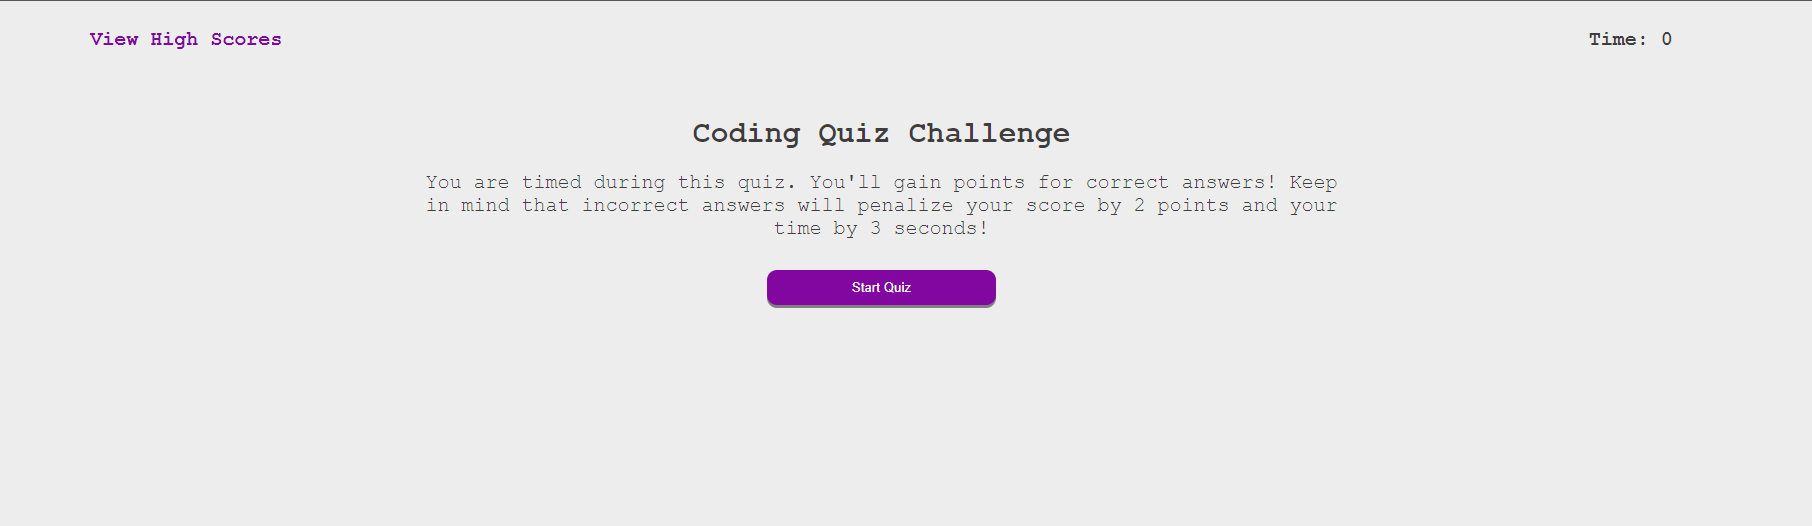 View High Scores
Time: 0
Coding Quiz Challenge
You are timed during this quiz. You'll gain points for correct answers! Keep
in mind that incorrect answers will penalize your score by 2 points and your
time by 3 seconds!
Start Quiz